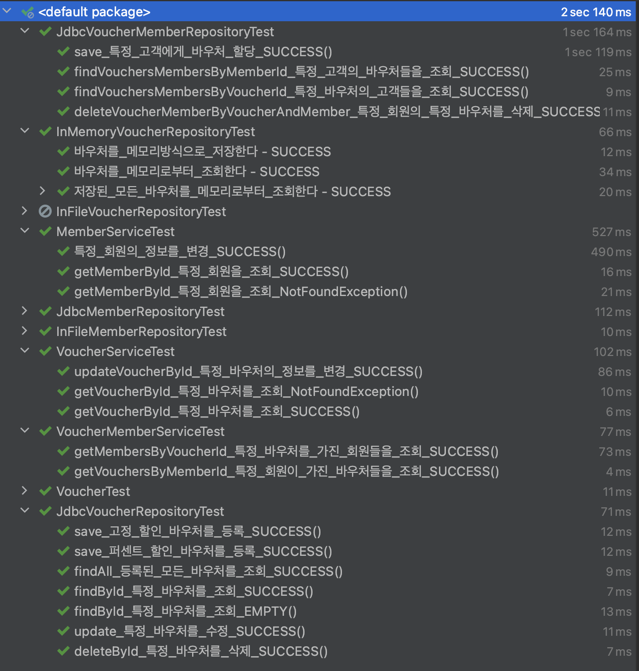 <default package> 2 sec 140 ms
JdbcVoucherMemberRepositoryTest 1 sec 164 ms
save_특정_고객에게_바우처_할당_SUCCESS() 1 sec 119 ms
findVouchersMembersByMemberId_특정_고객의_바우처들을_조회_SUCCESS() 25 ms
findVouchersMembersByVoucherId_특정_바우처의_고객들을_조회_SUCCESS() 9 ms
deleteVoucherMemberByVoucherAndMember_특정_회원의_특정_바우처를_삭제_SUCCESS 11 ms
InMemoryVoucherRepositoryTest 66 ms
바우처를_메모리방식으로_저장한다 - SUCCESS 12 ms
바우처를_메모리로부터_조회한다 - SUCCESS 34 ms
저장된_모든_바우처를_메모리로부터_조회한다 - SUCCESS 20 ms
InFileVoucherRepositoryTest
MemberServiceTest 527 ms
특정_회원의_정보를_변경_SUCCESS() 490 ms
getMemberById_특정_회원을_조회_SUCCESS() 16 ms
getMemberById_특정_회원을_조회_NotFoundException() 21 ms
JdbcMemberRepositoryTest 112 ms
InFileMemberRepositoryTest 10 ms
VoucherServiceTest 102 ms
updateVoucherById_특정_바우처의_정보를_변경_SUCCESS() 86 ms
getVoucherById_특정_바우처를_조회_NotFoundException() 10 ms
getVoucherById_특정_바우처를_조회_SUCCESS() 6 ms
VoucherMemberServiceTest 77 ms
getMembersByVoucherId_특정_바우처를_가진_회원들을_조회_SUCCESS() 73 ms
getVouchersByMemberId_특정_회원이_가진_바우처들을_조회_SUCCESS() 4 ms
VoucherTest 11 ms
JdbcVoucherRepositoryTest 71 ms
save_고정_할인_바우처를_등록_SUCCESS() 12 ms
save_퍼센트_할인_바우처를_등록_SUCCESS() 12 ms
findAll_등록된_모든_바우처를_조회_SUCCESS() 9 ms
findById_특정_바우처를_조회_SUCCESS() 7 ms
findById_특정_바우처를_조회_EMPTY() 13 ms
update_특정_바우처를_수정_SUCCESS() 11 ms
deleteById_특정_바우처를_삭제_SUCCESS() 7 ms